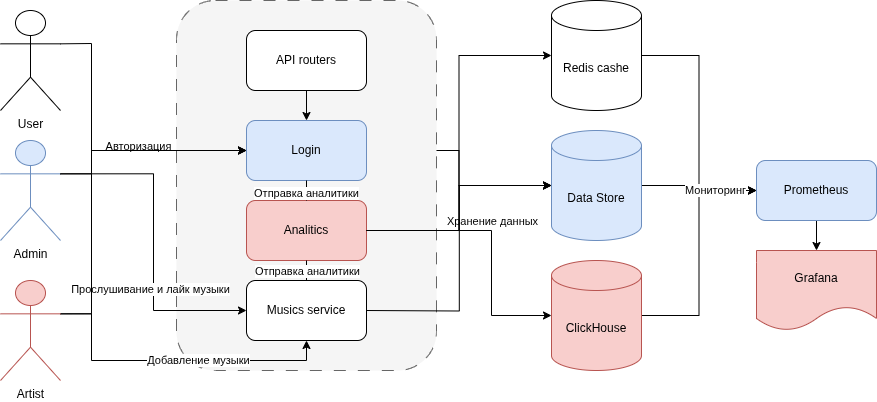 API routers
Redis cashe
User
Авторизация
Login
Отправка аналитики
Data Store
Мониторинг
Prometheus
Хранение данных
Admin
Analitics
Отправка аналитики
Grafana
Прослушивание и лайк музыки
Musics service
ClickHouse
Добавление музыки
Artist